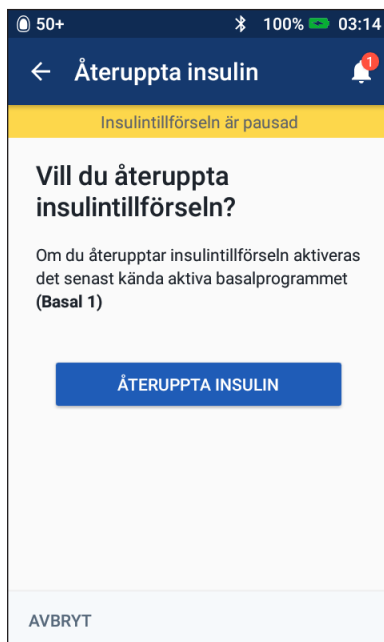 50+ 100% 03:14
Återuppta insulin 1
Insulintillförseln är pausad
Vill du återuppta
insulintillförseln?
Om du återupptar insulintillförseln aktiveras
det senast kända aktiva basalprogrammet
(Basal 1)
ÅTERUPPTA INSULIN
AVBRYT